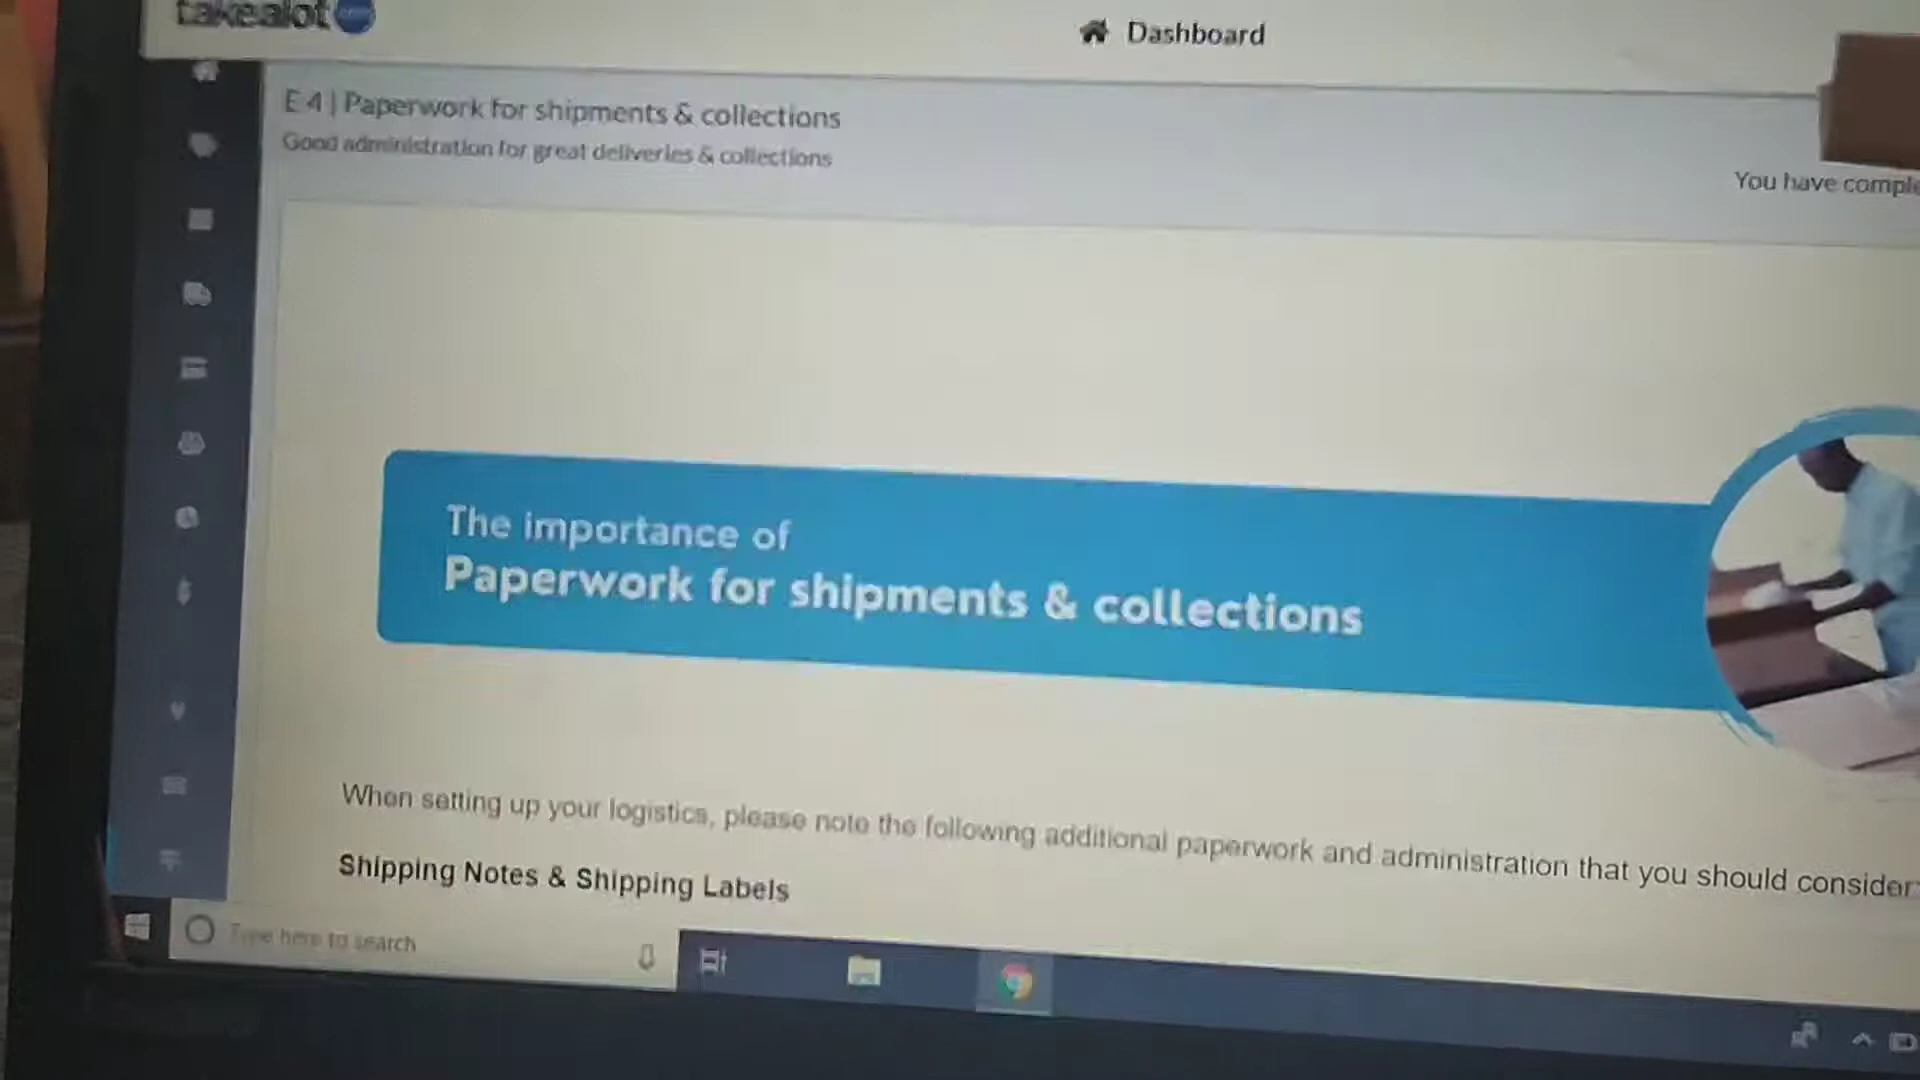 takealot
Dashboard
E 4 | Paperwork for shipments & collections
Good administration for great deliveries & collections
You have comple
The importance of
Paperwork for shipments & collections
When setting up your logistics, please note the following additional paperwork and administration that you should consider:
Shipping Notes & Shipping Labels
Type here to search